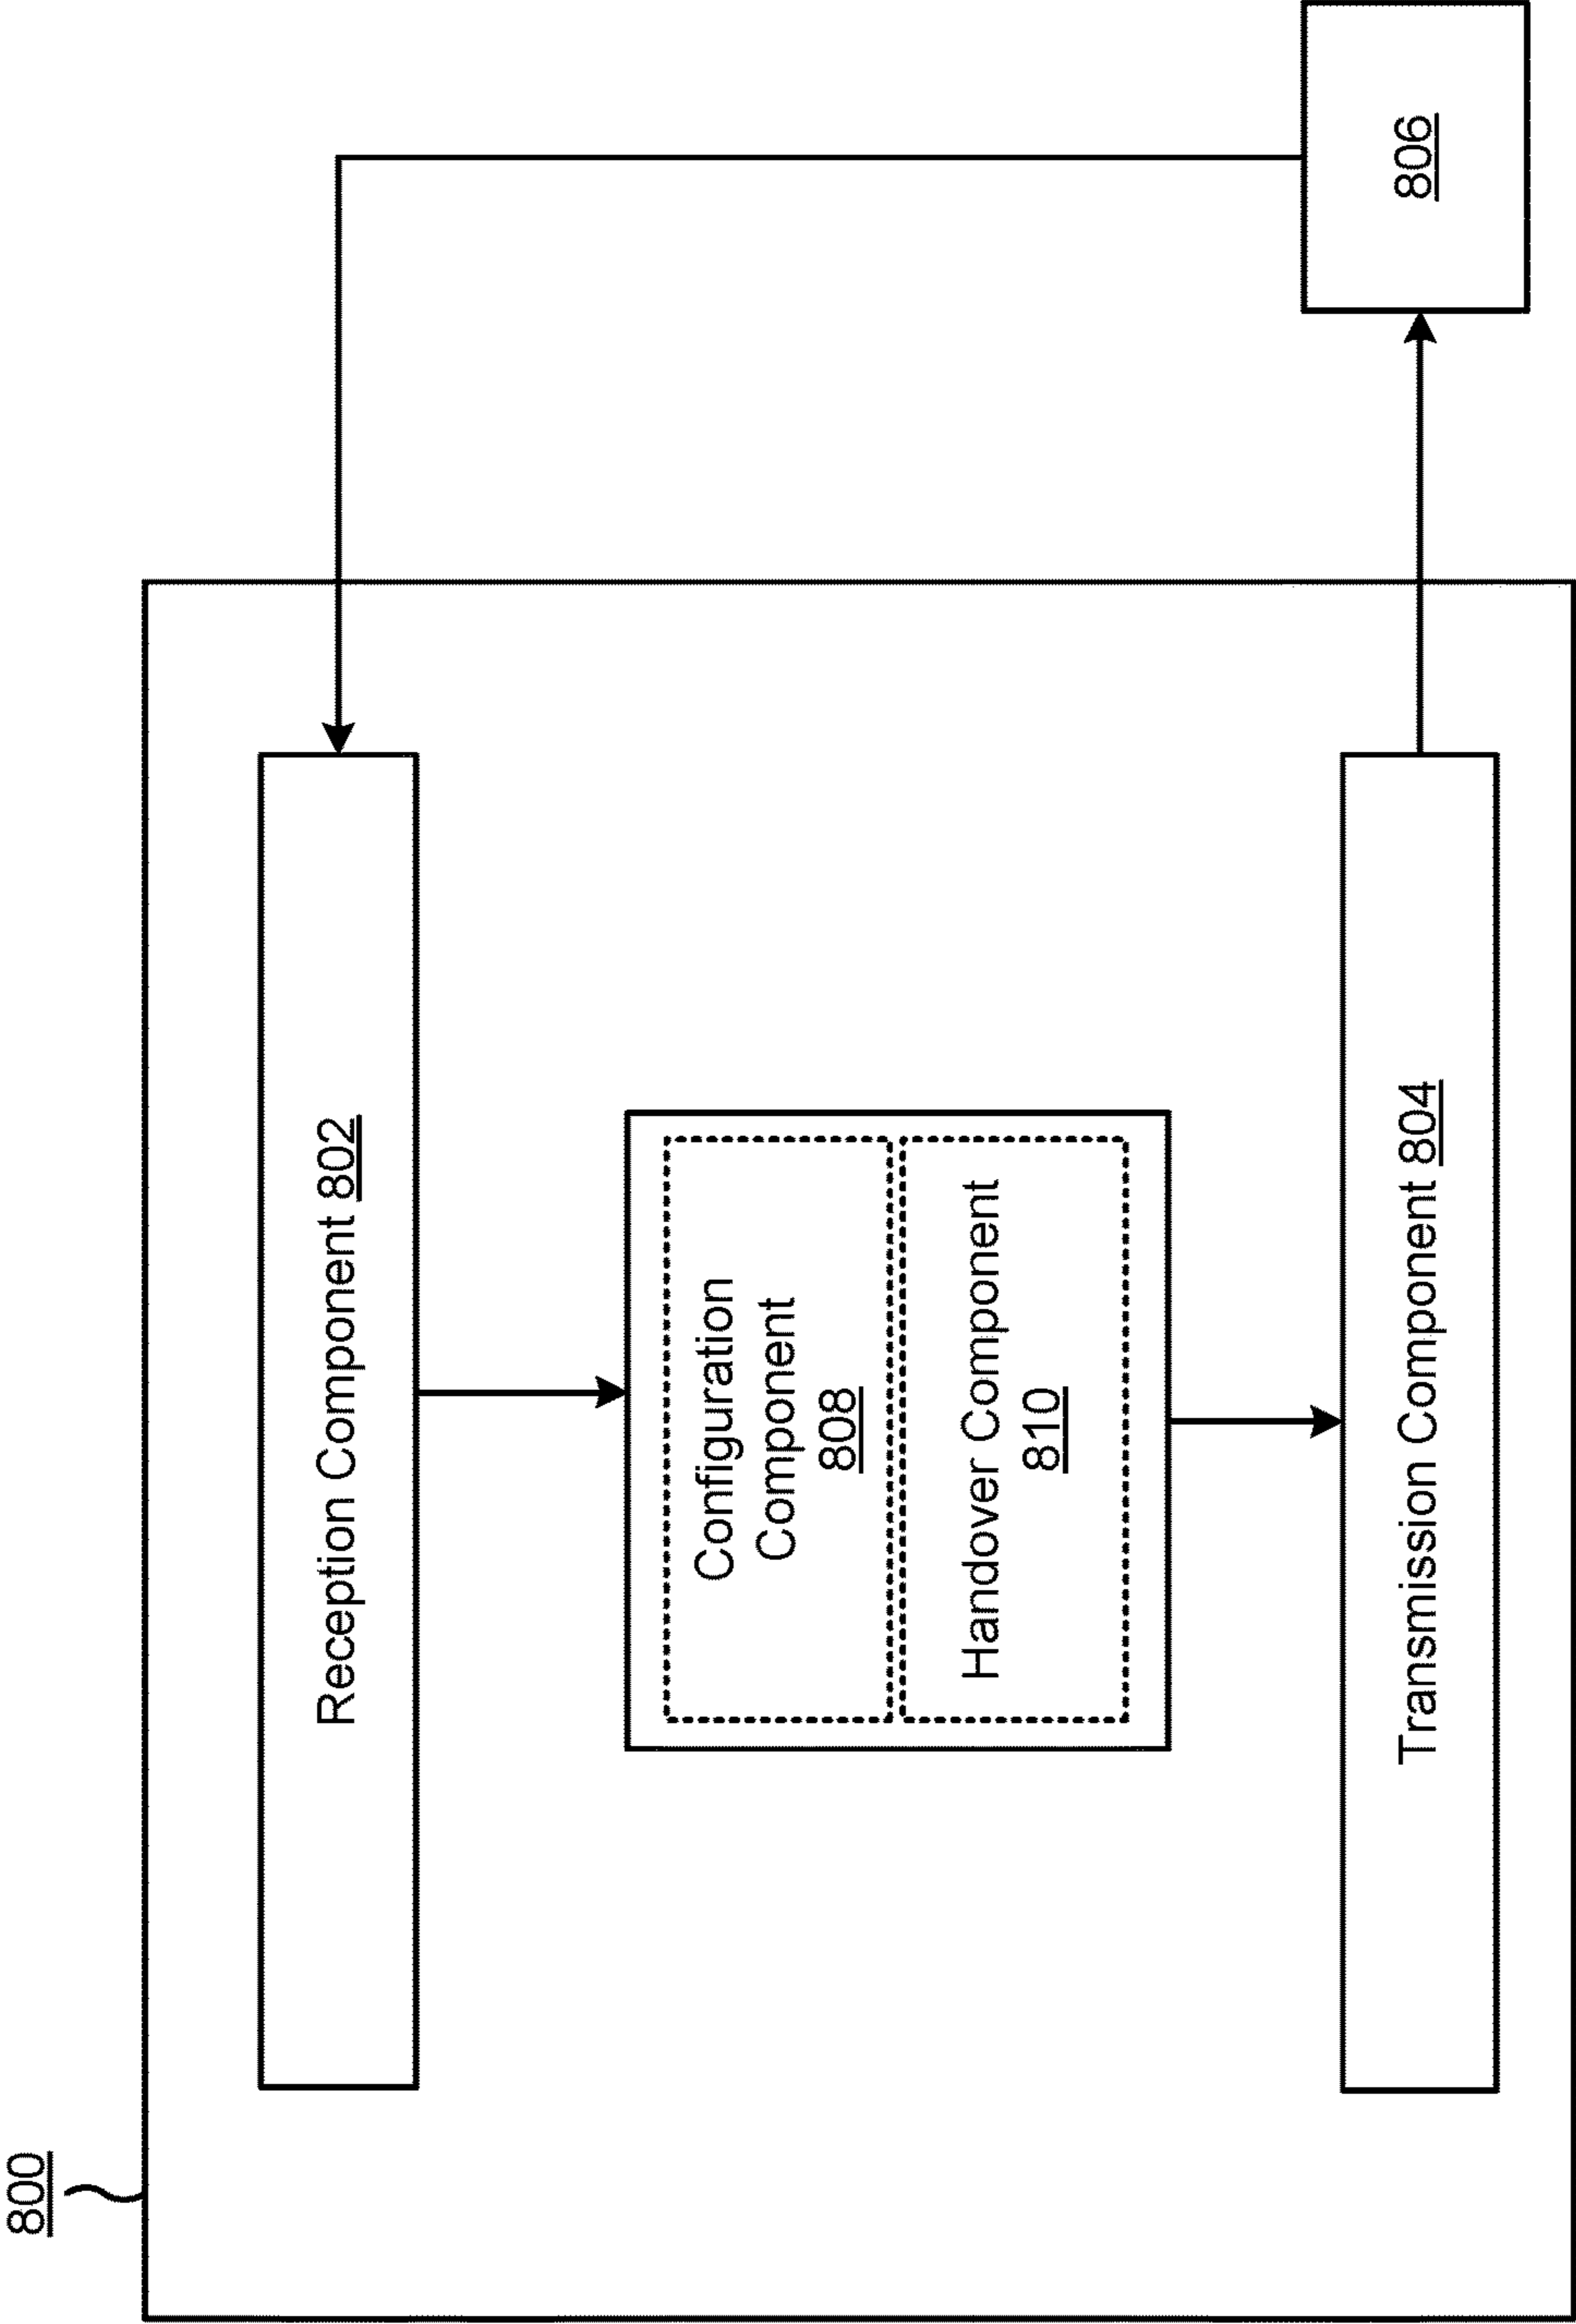 800
Reception Component 802
Configuration
Component
808
Handover Component
810
Transmission Component 804
806